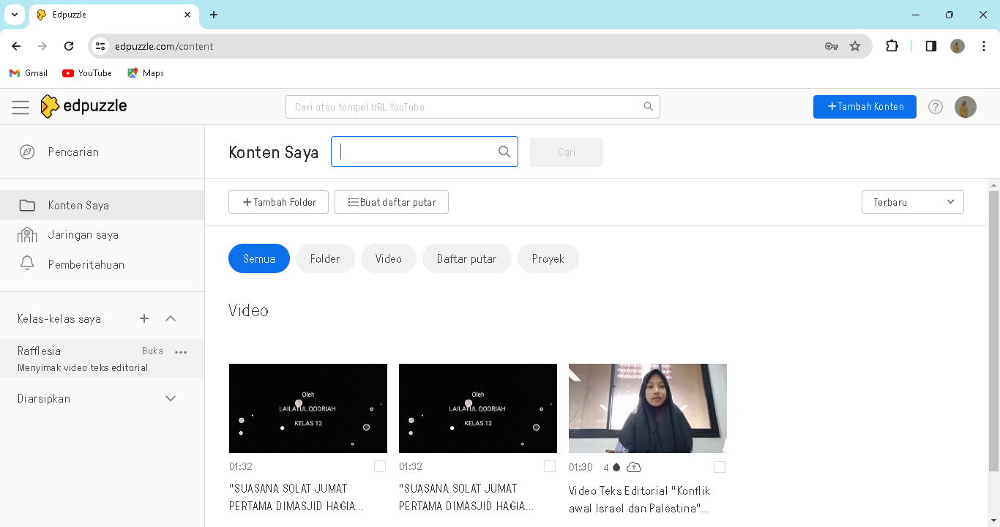 Edpuzzle
edpuzzle.com/content
Gmail YouTube Maps
edpuzzle
Cari atau tempel URL YouTube
+Tambah Konten
?
Pencarian
Konten Saya
Jaringan saya
Pemberitahuan
Kelas-kelas saya
Rafflesia Buka
Menyimak video teks editorial
Diarsipkan
Konten Saya
Cari
+Tambah Folder
Buat daftar putar
Terbaru
Semua Folder Video Daftar putar Proyek
Video
Oleh
LAILATUL QODRIAH
KELAS 12
01:32
"SUASANA SOLAT JUMAT
PERTAMA DIMASJID HAGIA...
Oleh
LAILATUL QODRIAH
KELAS 12
01:32
"SUASANA SOLAT JUMAT
PERTAMA DIMASJID HAGIA...
01:30 4
Video Teks Editorial "Konflik
awal Israel dan Palestina"...